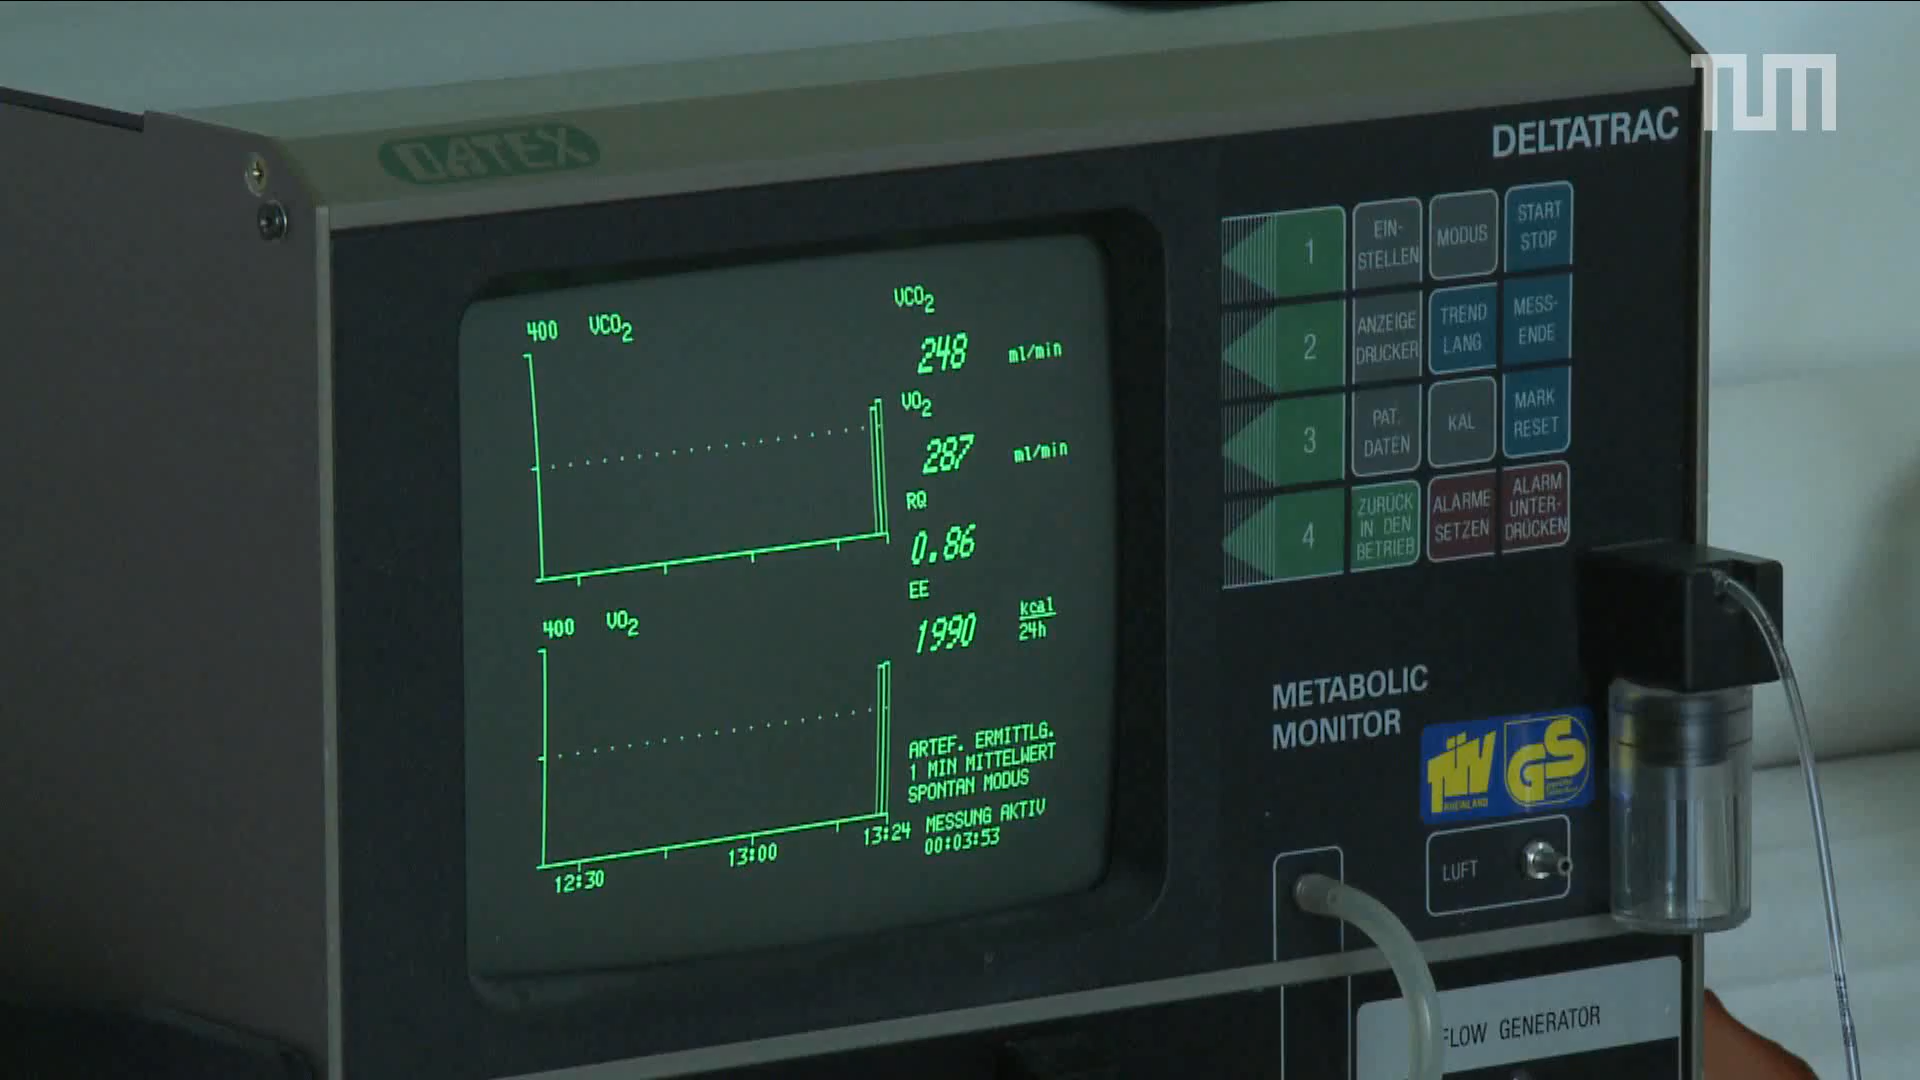 TUM
DATEX
DELTATRAC
400 VCO₂
VCO₂
248 ml/min
VO₂
287 ml/min
RQ
0.86
EE
1990 kcal
24h
400 VO₂
ARTEF. ERMITTLG.
1 MIN MITTELWERT
SPONTAN MODUS
MESSUNG AKTIV
00:03:53
12:30 13:00 13:24
1
EIN-
STELLEN
MODUS
START
STOP
2
ANZEIGE
DRUCKER
TREND
LANG
MESS-
ENDE
3
PAT.
DATEN
KAL
MARK
RESET
4
ZURÜCK
IN DEN
BETRIEB
ALARME
SETZEN
ALARM
UNTER-
DRÜCKEN
METABOLIC
MONITOR
TÜV
RHEINLAND
GS
LUFT
FLOW GENERATOR